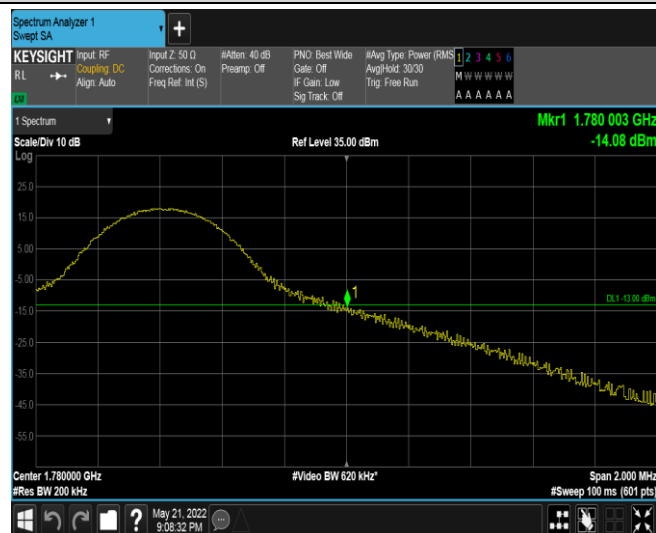 Spectrum Analyzer 1
Swept SA
+
KEYSIGHT Input: RF Input Z: 50 Ω #Atten: 40 dB PNO: Best Wide #Avg Type: Power (RMS 1 2 3 4 5 6
RL Coupling: DC Corrections: On Preamp: Off Gate: Off Avg|Hold: 30/30 M W W W W W
Align: Auto Freq Ref: Int (S) IF Gain: Low Trig: Free Run
Sig Track: Off A A A A A A
1 Spectrum Mkr1 1.780 003 GHz
Scale/Div 10 dB Ref Level 35.00 dBm -14.08 dBm
Log
25.0
15.0
5.00
-5.00
1
DL1 -13.00 dBm
-15.0
-25.0
-35.0
-45.0
-55.0
Center 1.780000 GHz #Video BW 620 kHz* Span 2.000 MHz
#Res BW 200 kHz #Sweep 100 ms (601 pts)
? May 21, 2022
9:08:32 PM